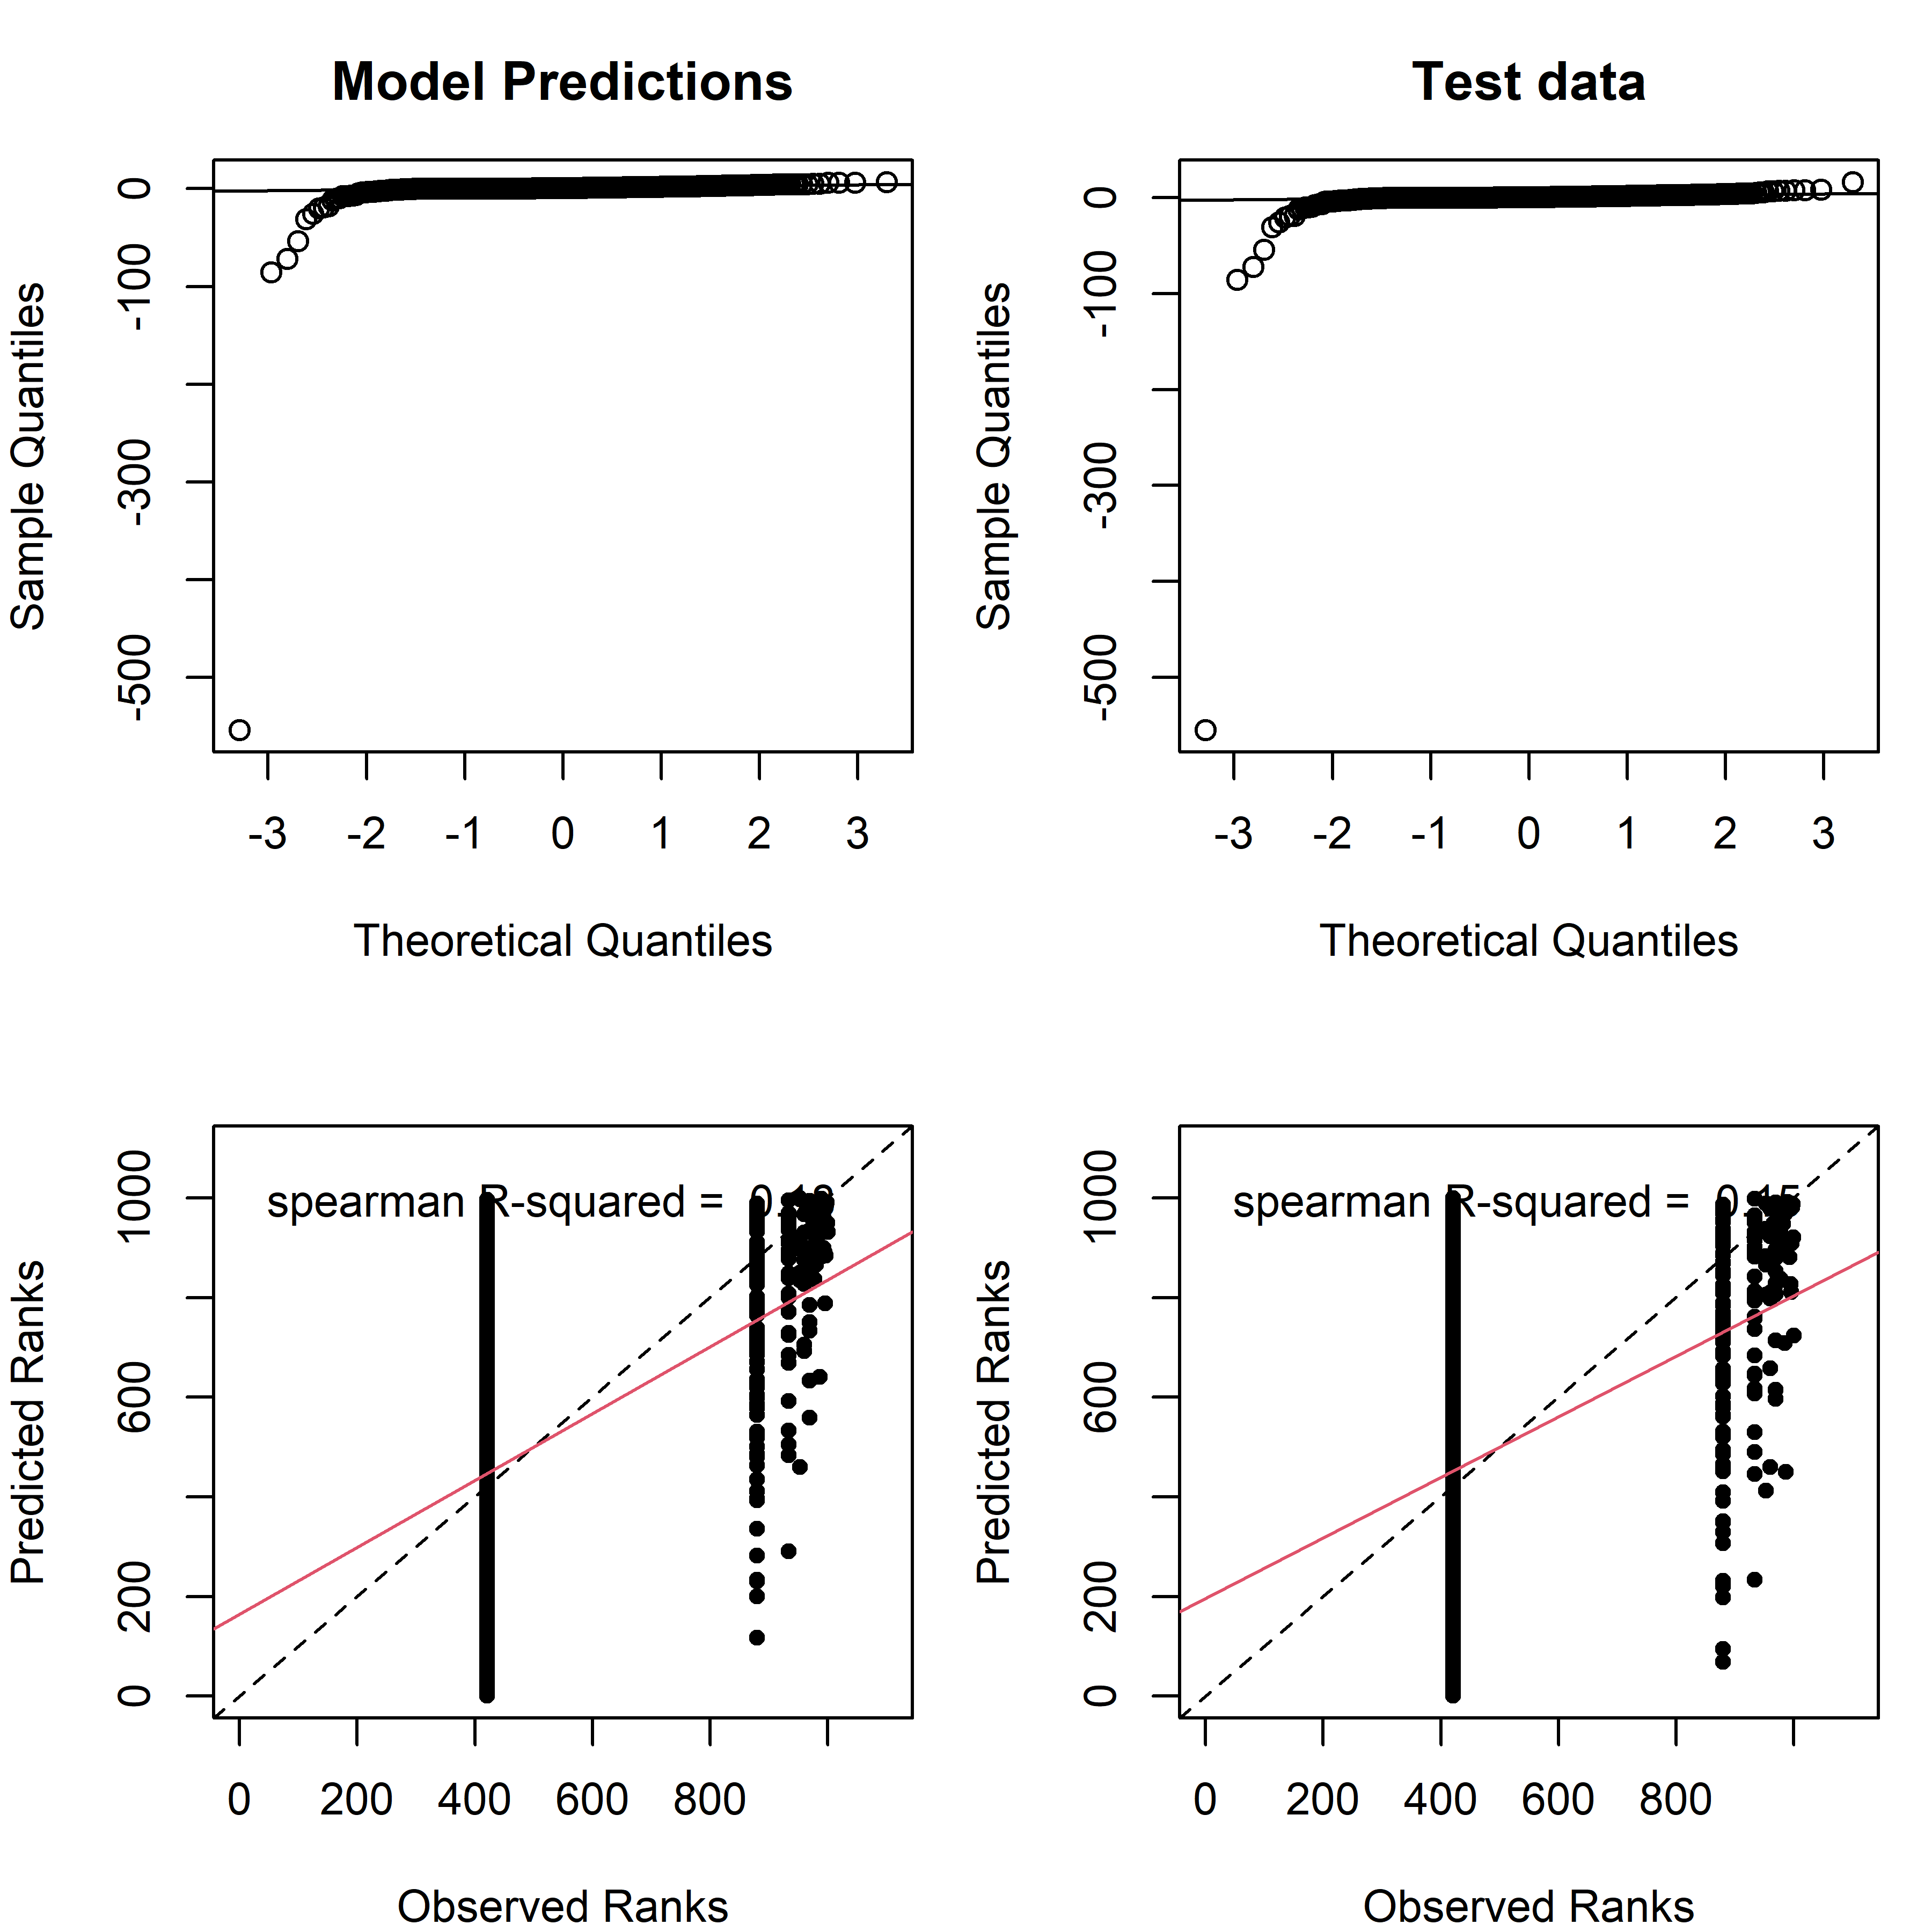 Model Predictions
0
-100
-300
-500
Sample Quantiles
-3 -2 -1 0 1 2 3
Theoretical Quantiles
Test data
0
-100
-300
-500
Sample Quantiles
-3 -2 -1 0 1 2 3
Theoretical Quantiles
spearman R-squared =
1000
600
200
0
Predicted Ranks
0 200 400 600 800
Observed Ranks
spearman R-squared = 0.15
1000
600
200
0
Predicted Ranks
0 200 400 600 800
Observed Ranks